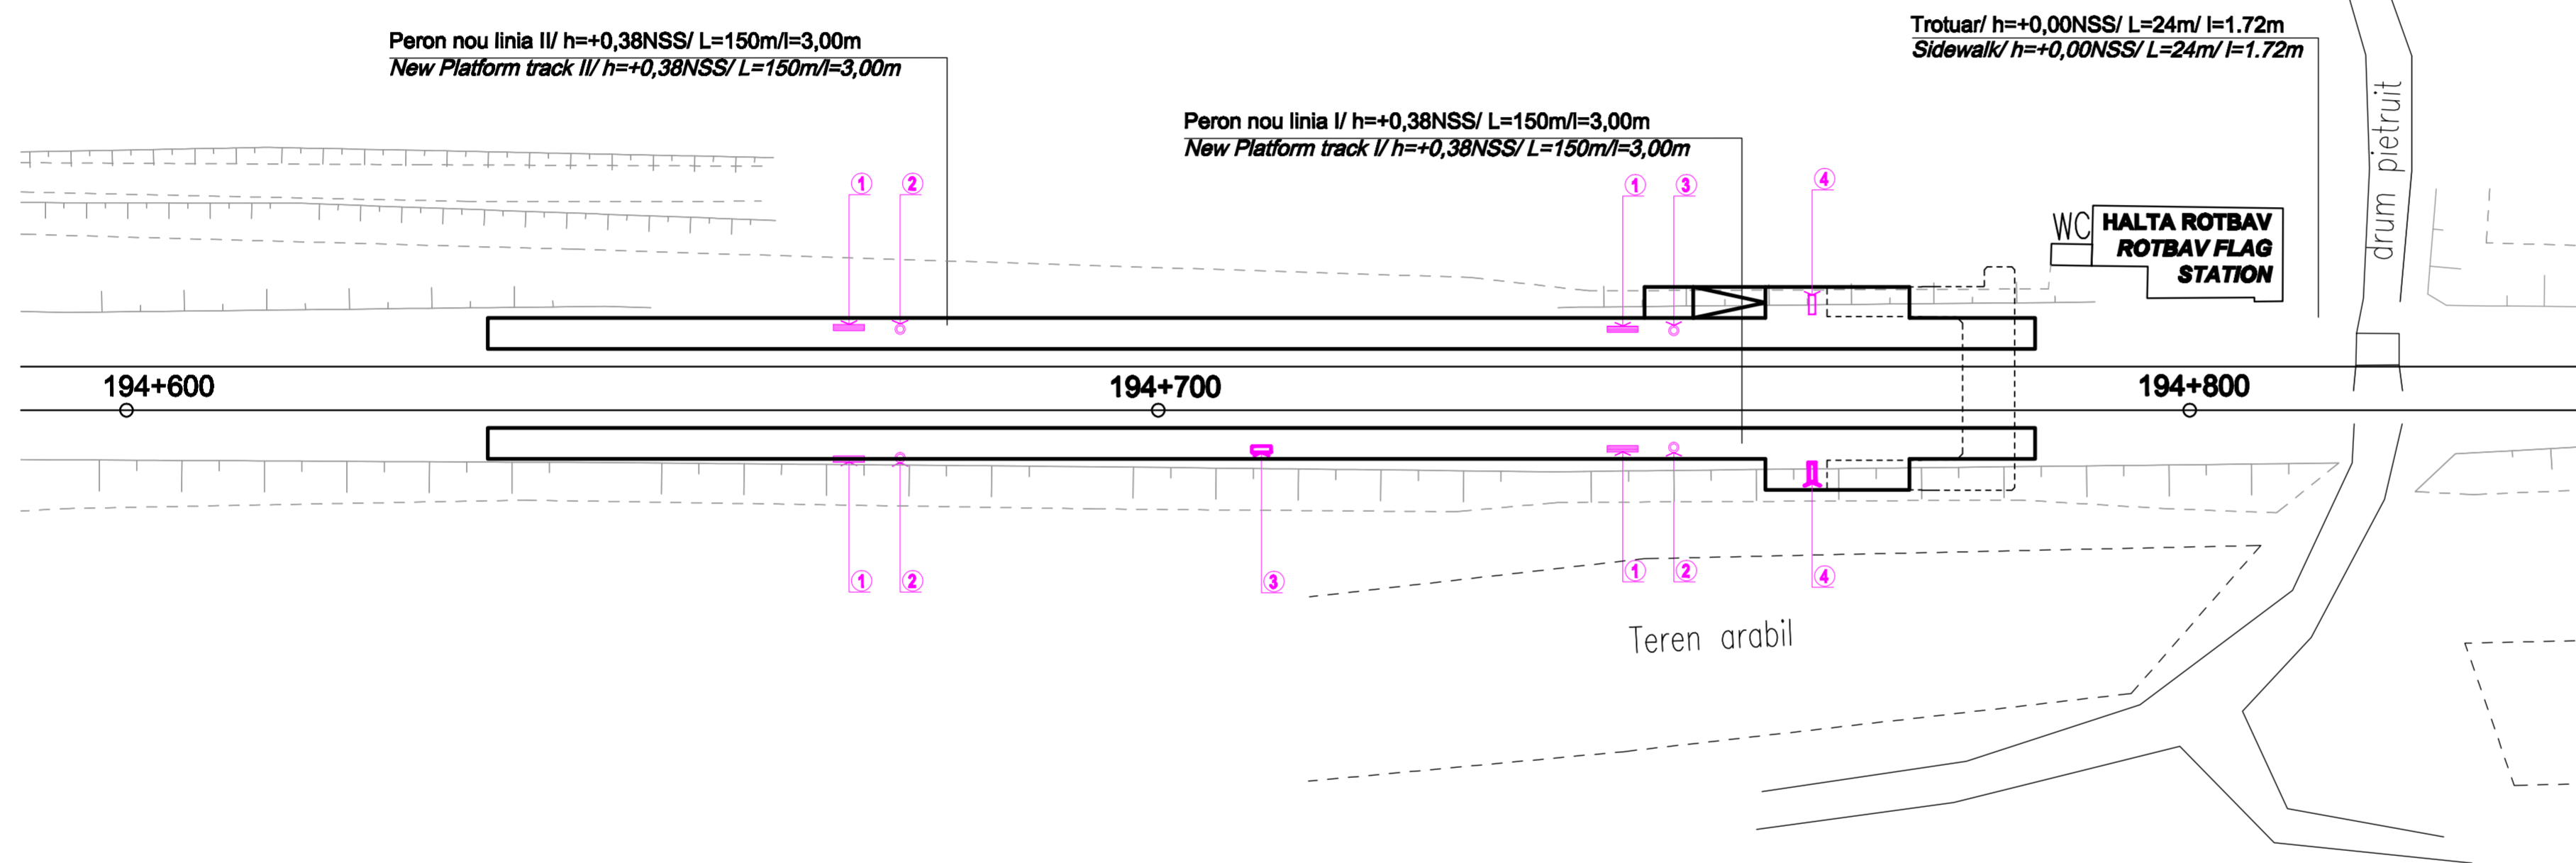 Trotuar/ h=+0,00NSS/ L=24m/ l=1.72m
Sidewalk/ h=+0,00NSS/ L=24m/ l=1.72m
Peron nou linia II/ h=+0,38NSS/ L=150m/l=3,00m
New Platform track II/ h=+0,38NSS/ L=150m/l=3,00m
Peron nou linia I/ h=+0,38NSS/ L=150m/l=3,00m
New Platform track I/ h=+0,38NSS/ L=150m/l=3,00m
drum pietruit
1 2 1 3 4
WC
HALTA ROTBAV
ROTBAV FLAG
STATION
194+600 194+700 194+800
1 2 3 1 2 4
Teren arabil